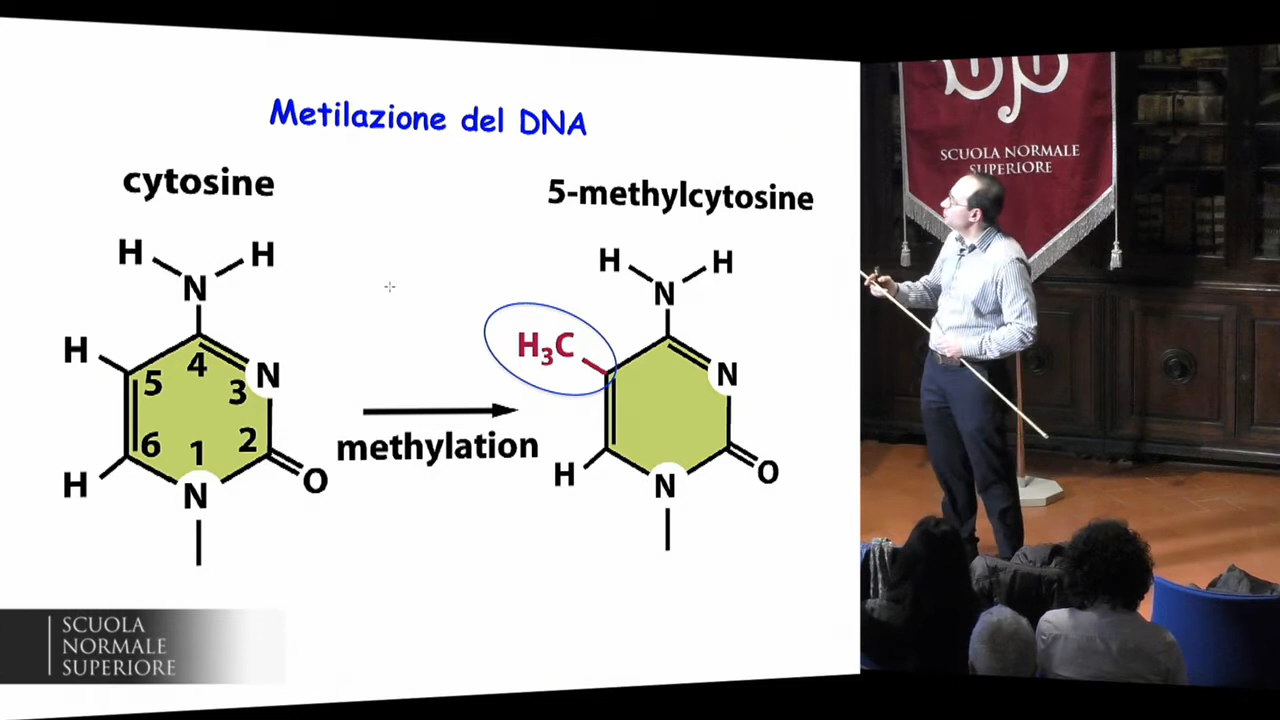 Metilazione del DNA
cytosine
5-methylcytosine
H
H
N
H
4
5
3
N
6
1
2
H
N
O
methylation
H
H
N
H₃C
N
H
N
O
SCUOLA
NORMALE
SUPERIORE
SCUOLA NORMALE
SUPERIORE